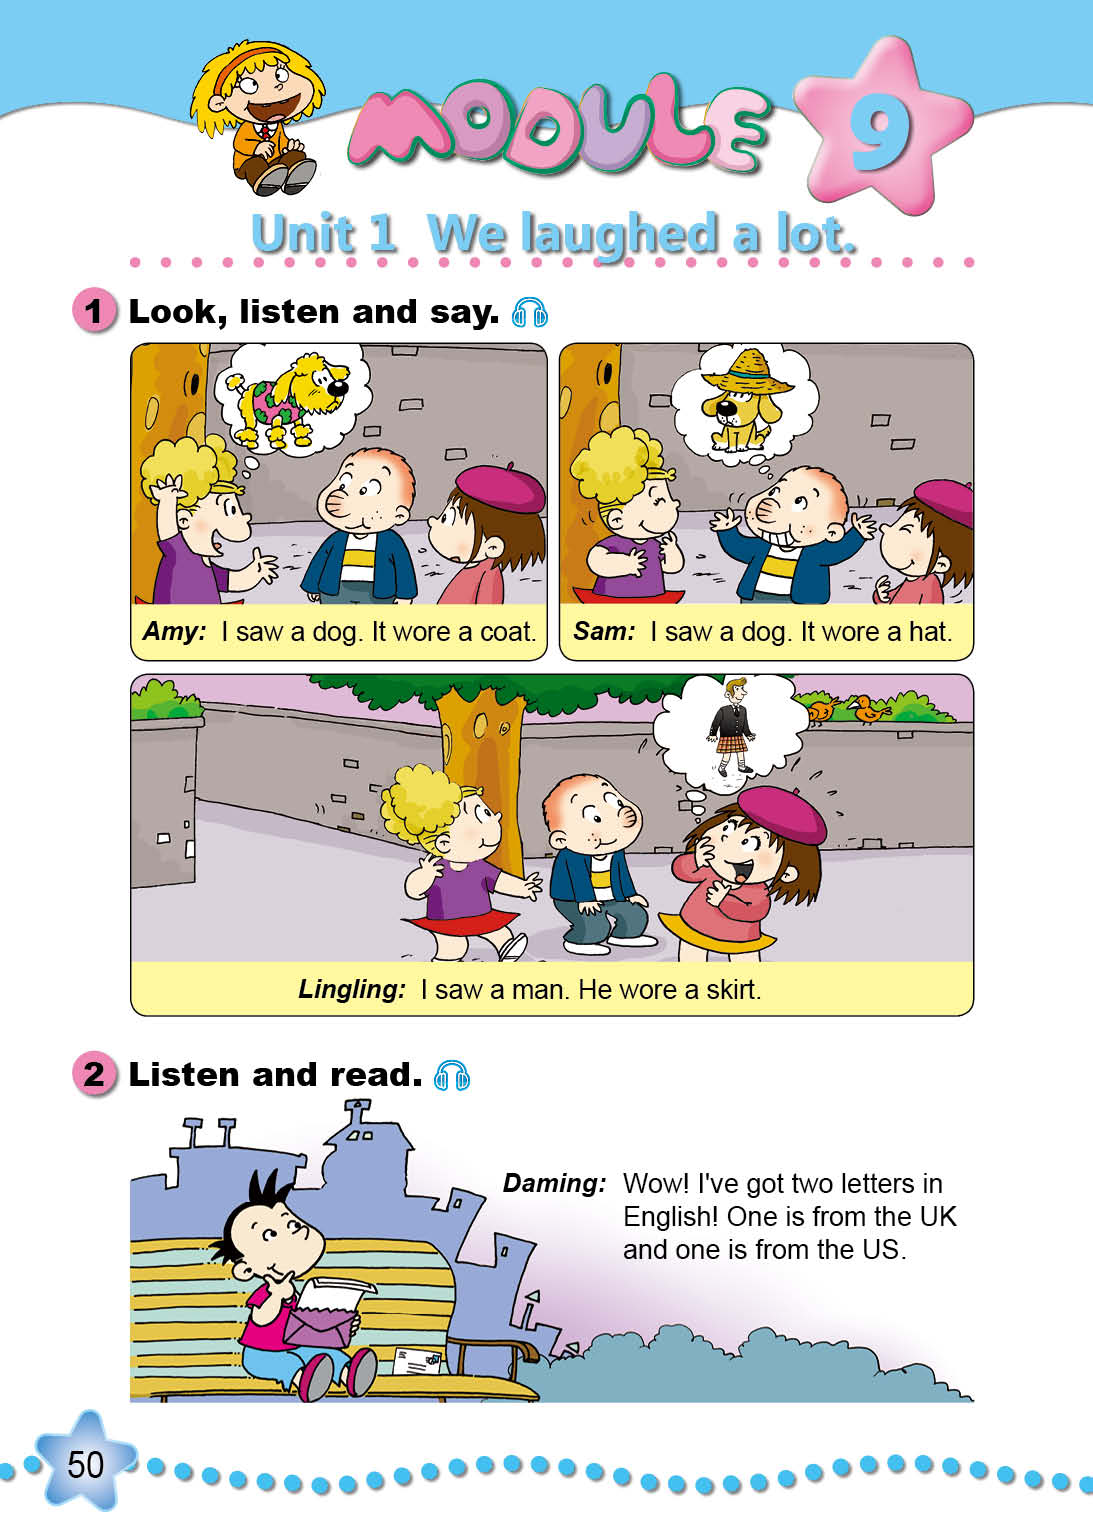 MODULE 9
Unit 1 We laughed a lot.
1 Look, listen and say.
Amy: I saw a dog. It wore a coat.
Sam: I saw a dog. It wore a hat.
Lingling: I saw a man. He wore a skirt.
2 Listen and read.
Daming: Wow! I've got two letters in
English! One is from the UK
and one is from the US.
50